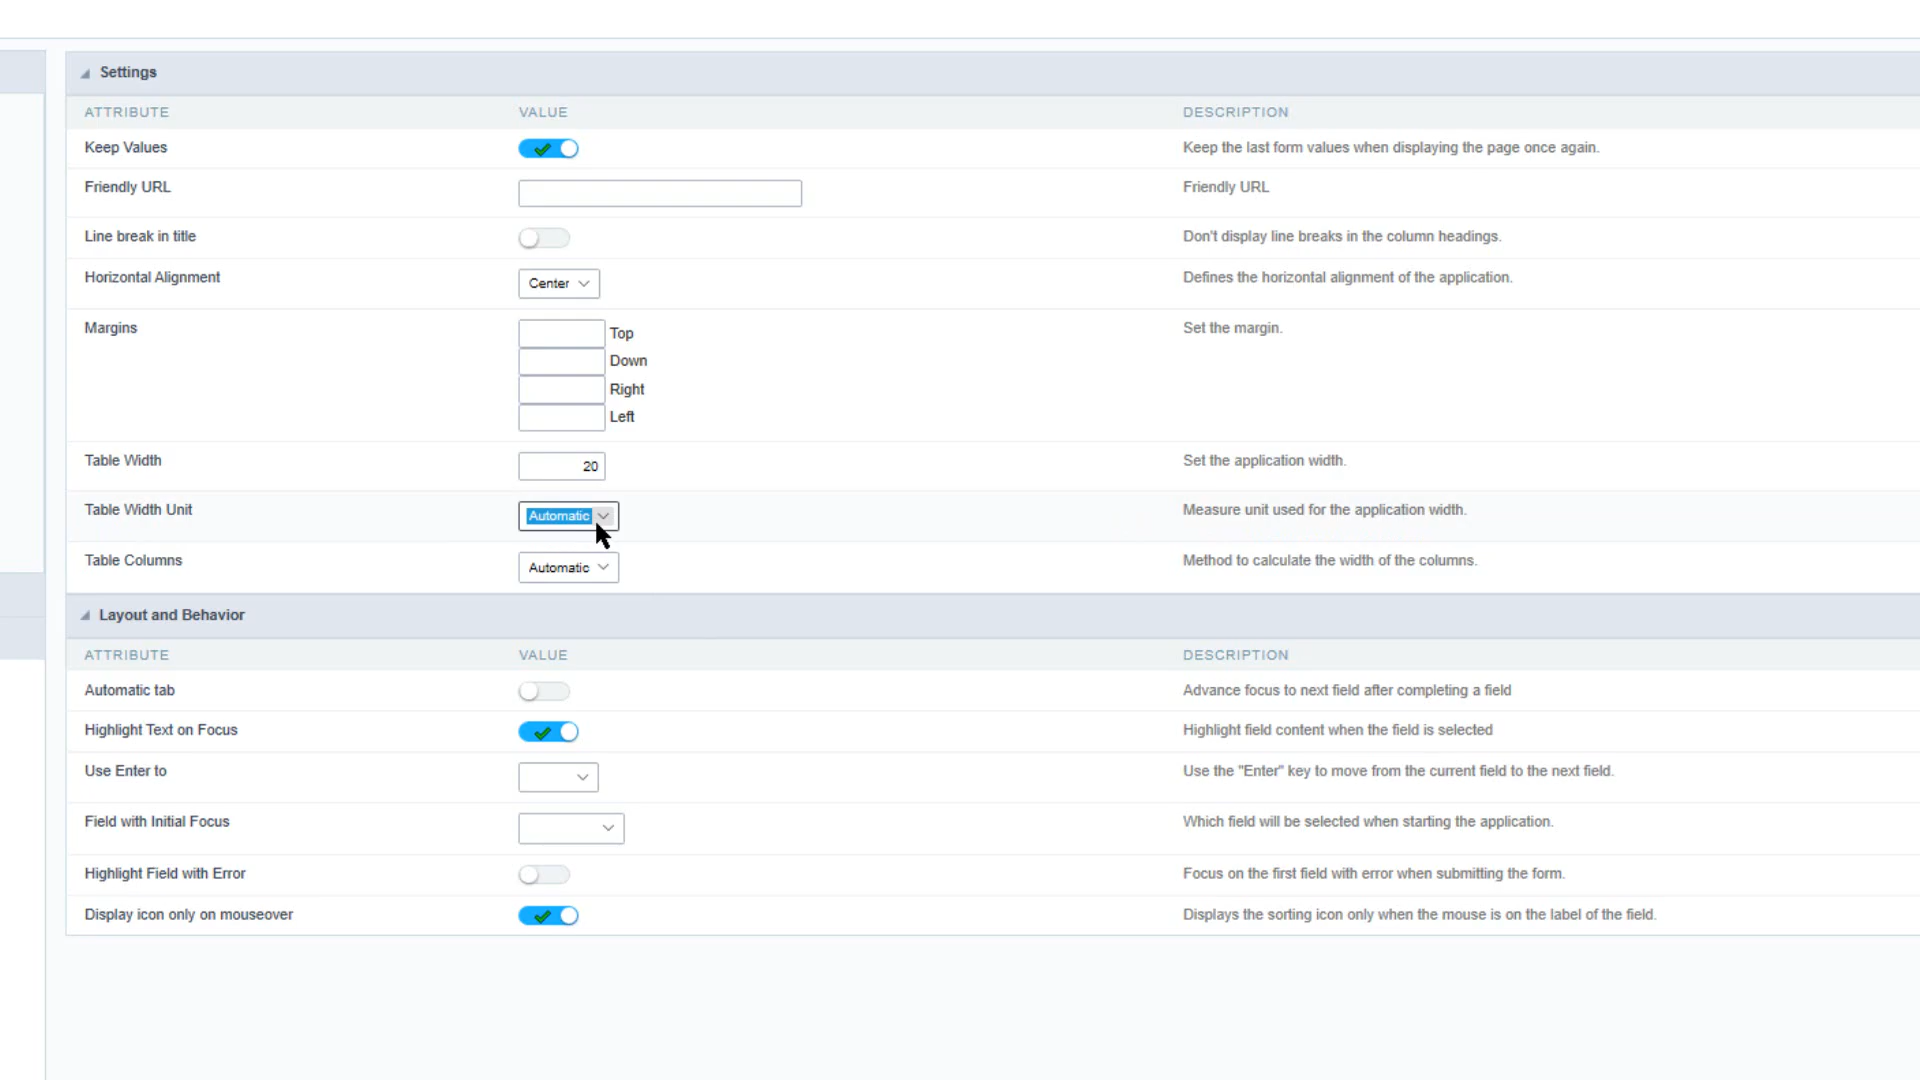 Settings
ATTRIBUTE VALUE DESCRIPTION
Keep Values Keep the last form values when displaying the page once again.
Friendly URL Friendly URL
Line break in title Don't display line breaks in the column headings.
Horizontal Alignment Center Defines the horizontal alignment of the application.
Margins Top Set the margin.
Down
Right
Left
Table Width 20 Set the application width.
Table Width Unit Automatic Measure unit used for the application width.
Table Columns Automatic Method to calculate the width of the columns.
Layout and Behavior
ATTRIBUTE VALUE DESCRIPTION
Automatic tab Advance focus to next field after completing a field
Highlight Text on Focus Highlight field content when the field is selected
Use Enter to Use the "Enter" key to move from the current field to the next field.
Field with Initial Focus Which field will be selected when starting the application.
Highlight Field with Error Focus on the first field with error when submitting the form.
Display icon only on mouseover Displays the sorting icon only when the mouse is on the label of the field.